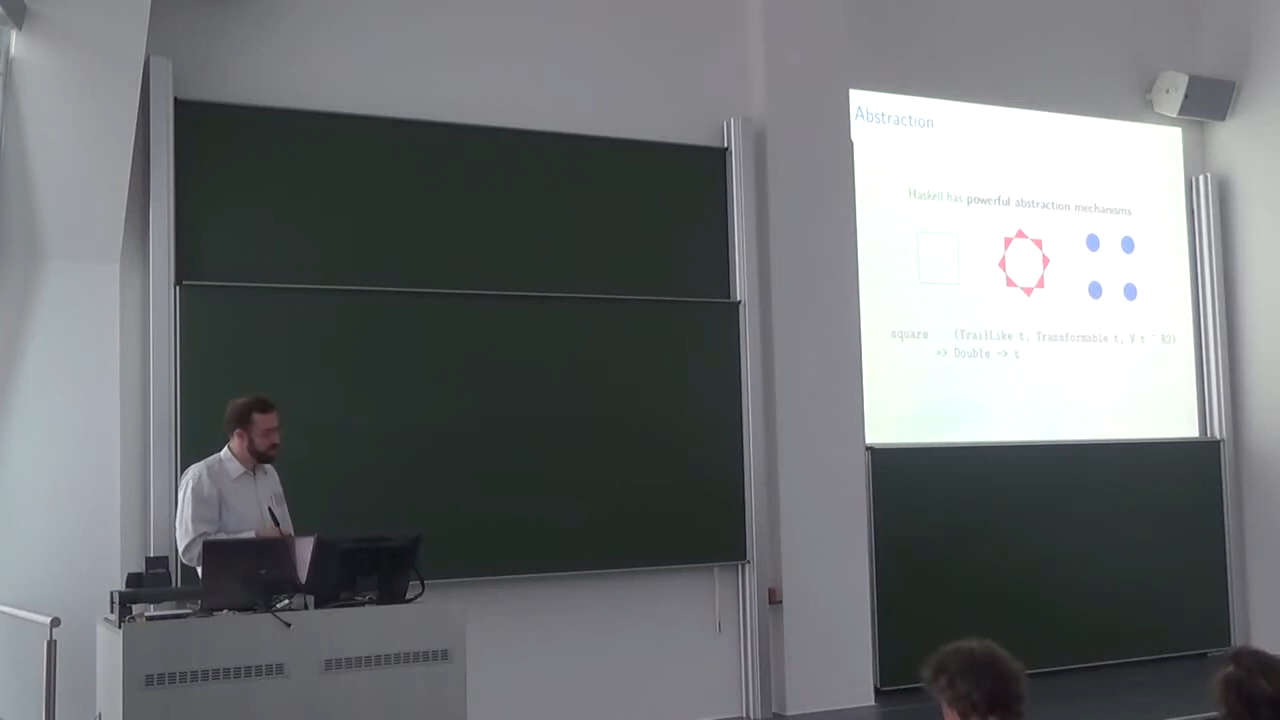 Abstraction
Haskell has powerful abstraction mechanisms
square (TrailLike t, Transformable t, V t ~ R2)
=> Double -> t